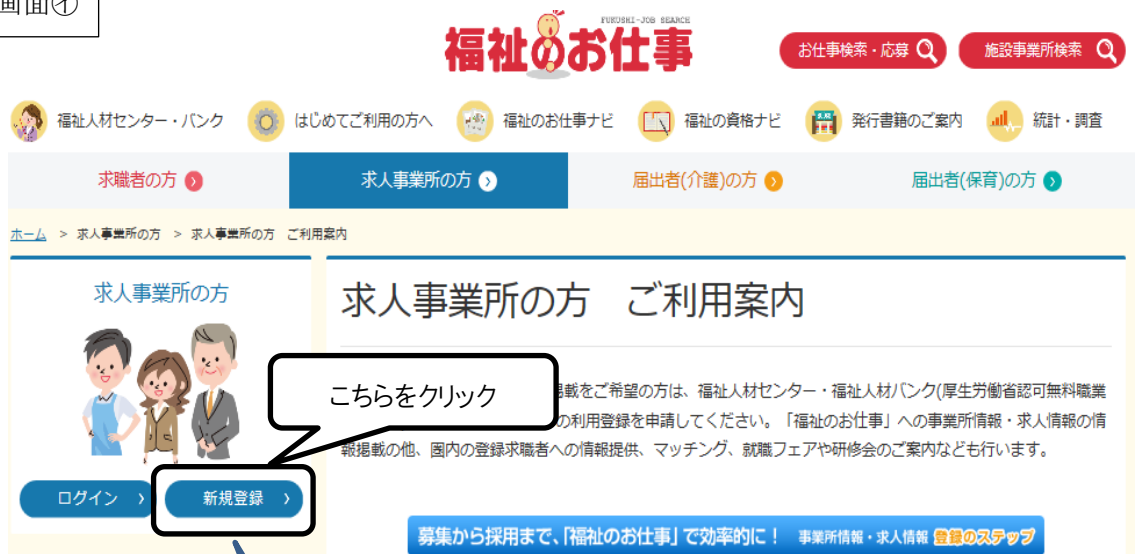 画面①
FUKUSHI-JOB SEARCH
福祉のお仕事
お仕事検索・応募
施設事業所検索
福祉人材センター・バンク
はじめてご利用の方へ
福祉のお仕事ナビ
福祉の資格ナビ
発行書籍のご案内
統計・調査
求職者の方
求人事業所の方
届出者(介護)の方
届出者(保育)の方
ホーム > 求人事業所の方 > 求人事業所の方 ご利用案内
求人事業所の方
ログイン
新規登録
こちらをクリック
求人事業所の方 ご利用案内
掲載をご希望の方は、福祉人材センター・福祉人材バンク(厚生労働省認可無料職業
の利用登録を申請してください。「福祉のお仕事」への事業所情報・求人情報の情
報掲載の他、圏内の登録求職者への情報提供、マッチング、就職フェアや研修会のご案内なども行います。
募集から採用まで、「福祉のお仕事」で効率的に! 事業所情報・求人情報 登録のステップ